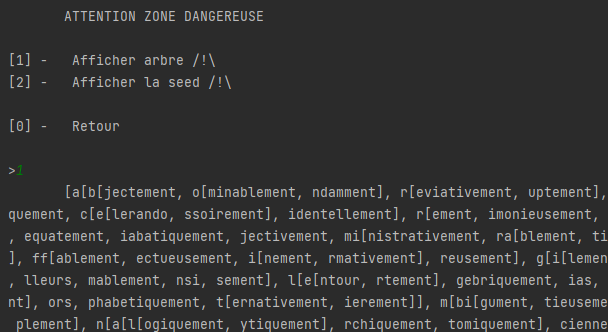 ATTENTION ZONE DANGEREUSE
[1] - Afficher arbre /!\
[2] - Afficher la seed /!\
[0] - Retour
>1
[a[b[jectement, o[minablement, ndamment], r[eviativement, uptement],
quement, c[e[lerando, ssoirement], identellement], r[ement, imonieusement,
, equatement, iabatiquement, jectivement, mi[nistrativement, ra[blement, ti
], ff[ablement, ectueusement, i[nement, rmativement], reusement], g[i[lemen
, lleurs, mablement, nsi, sement], l[e[ntour, rtement], gebriquement, ias,
nt], ors, phabetiquement, t[ernativement, ierement]], m[bi[gument, tieuseme
plement], n[a[l[ogiquement, ytiquement], rchiquement, tomiquement], cienne